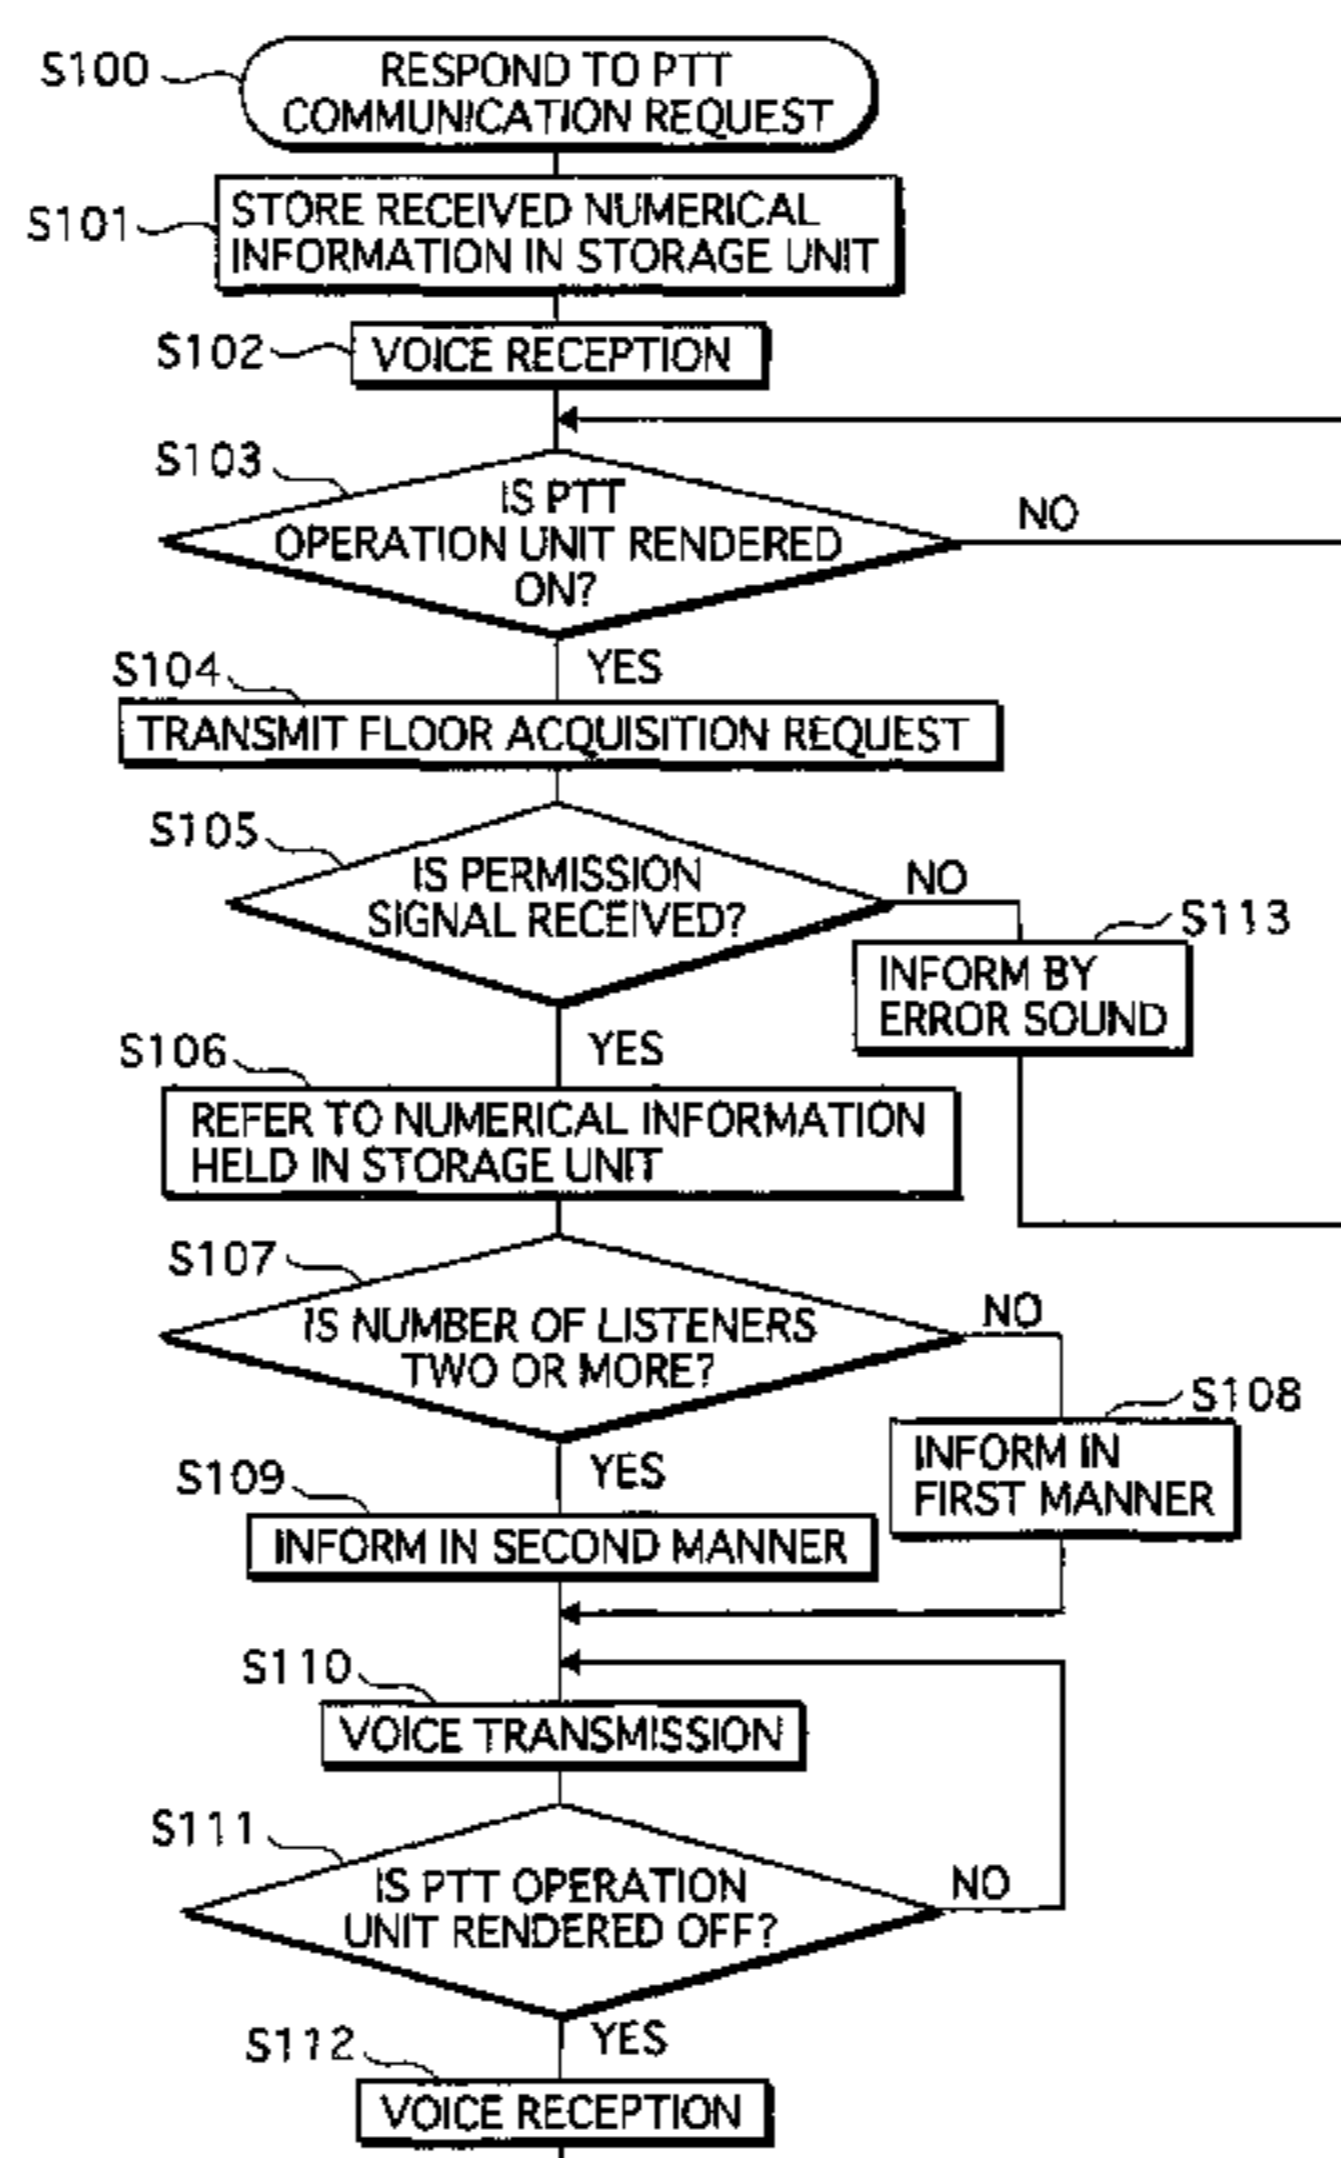 S100
RESPOND TO PTT
COMMUNICATION REQUEST
S101
STORE RECEIVED NUMERICAL
INFORMATION IN STORAGE UNIT
S102
VOICE RECEPTION
S103
IS PTT
OPERATION UNIT RENDERED
ON?
NO
YES
S104
TRANSMIT FLOOR ACQUISITION REQUEST
S105
IS PERMISSION
SIGNAL RECEIVED?
NO
S113
INFORM BY
ERROR SOUND
YES
S106
REFER TO NUMERICAL INFORMATION
HELD IN STORAGE UNIT
S107
IS NUMBER OF LISTENERS
TWO OR MORE?
NO
S108
INFORM IN
FIRST MANNER
YES
S109
INFORM IN SECOND MANNER
S110
VOICE TRANSMISSION
S111
IS PTT OPERATION
UNIT RENDERED OFF?
NO
YES
S112
VOICE RECEPTION